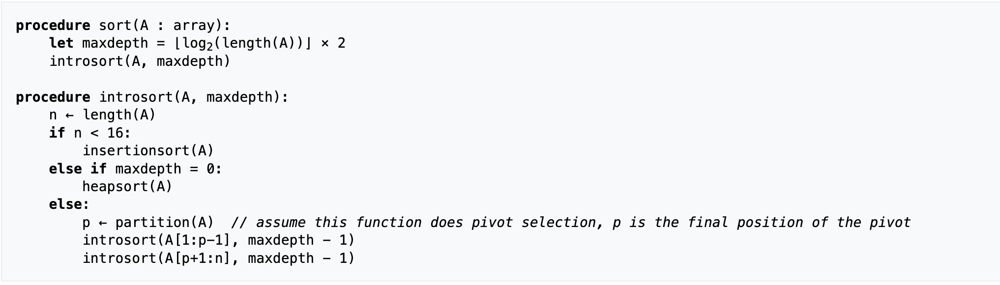 procedure sort(A : array):
    let maxdepth = ⌊log₂(length(A))⌋ × 2
    introsort(A, maxdepth)

procedure introsort(A, maxdepth):
    n ← length(A)
    if n < 16:
        insertionsort(A)
    else if maxdepth = 0:
        heapsort(A)
    else:
        p ← partition(A)  // assume this function does pivot selection, p is the final position of the pivot
        introsort(A[1:p−1], maxdepth − 1)
        introsort(A[p+1:n], maxdepth − 1)